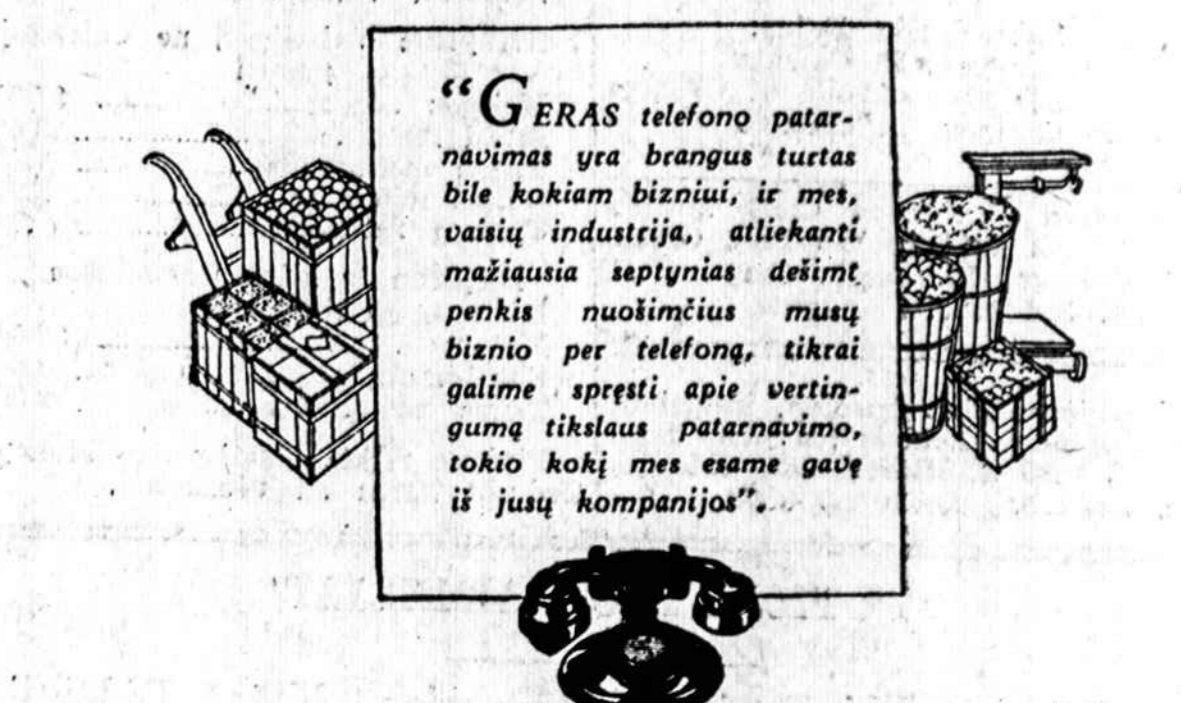 “GERAS telefono patar-
navimas yra brangus turtas
bile kokiam bizniui, ir mes,
vaisių industrija, atliekanti
mažiausia septynias dešimt
penkis nuošimčius musų
biznio per telefoną, tikrai
galime spręsti apie vertin-
gumą tikslaus patarnavimo,
tokio kokį mes esame gavę
iš jusų kompanijos”.